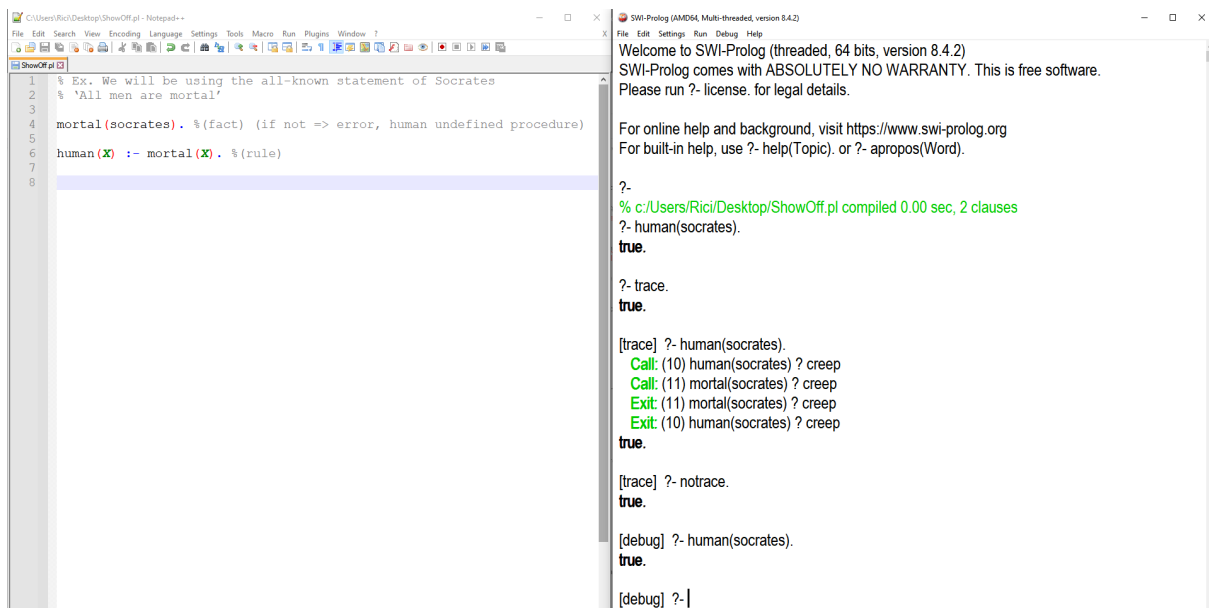 C:\Users\Rici\Desktop\ShowOff.pl - Notepad++
File Edit Search View Encoding Language Settings Tools Macro Run Plugins Window ? X
ShowOff.pl
1 % Ex. We will be using the all-known statement of Socrates
2 % ‘All men are mortal’
3
4 mortal(socrates). %(fact) (if not => error, human undefined procedure)
5
6 human(X) :- mortal(X). %(rule)
7
8
SWI-Prolog (AMD64, Multi-threaded, version 8.4.2)
File Edit Settings Run Debug Help
Welcome to SWI-Prolog (threaded, 64 bits, version 8.4.2)
SWI-Prolog comes with ABSOLUTELY NO WARRANTY. This is free software.
Please run ?- license. for legal details.
For online help and background, visit https://www.swi-prolog.org
For built-in help, use ?- help(Topic). or ?- apropos(Word).
?-
% c:/Users/Rici/Desktop/ShowOff.pl compiled 0.00 sec, 2 clauses
?- human(socrates).
true.
?- trace.
true.
[trace] ?- human(socrates).
Call: (10) human(socrates) ? creep
Call: (11) mortal(socrates) ? creep
Exit: (11) mortal(socrates) ? creep
Exit: (10) human(socrates) ? creep
true.
[trace] ?- notrace.
true.
[debug] ?- human(socrates).
true.
[debug] ?-